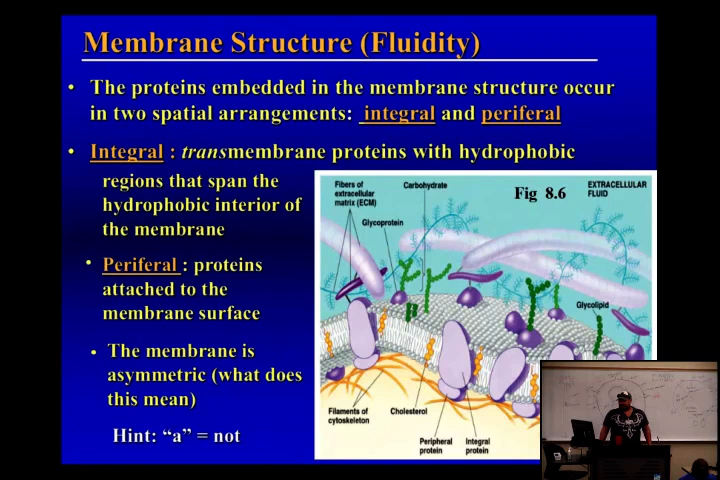 Membrane Structure (Fluidity)
• The proteins embedded in the membrane structure occur
in two spatial arrangements: integral and periferal
• Integral : transmembrane proteins with hydrophobic
regions that span the
hydrophobic interior of
the membrane
• Periferal : proteins
attached to the
membrane surface
• The membrane is
asymmetric (what does
this mean)
Hint: “a” = not
Fibers of
extracellular
matrix (ECM)
Carbohydrate
Fig 8.6
EXTRACELLULAR
FLUID
Glycoprotein
Glycolipid
Filaments of
cytoskeleton
Cholesterol
Peripheral
protein
Integral
protein